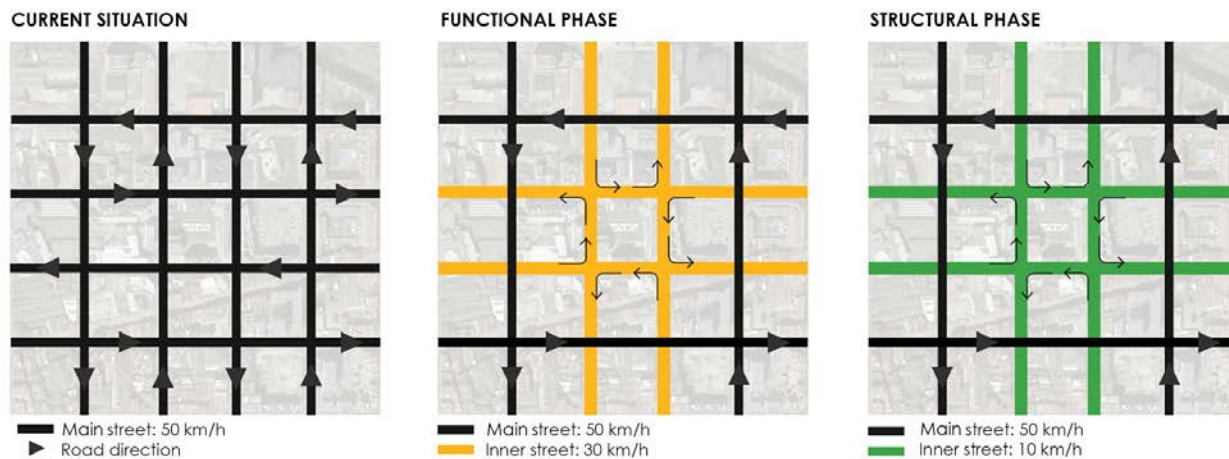 CURRENT SITUATION
FUNCTIONAL PHASE
STRUCTURAL PHASE
Main street: 50 km/h
Road direction
Main street: 50 km/h
Inner street: 30 km/h
Main street: 50 km/h
Inner street: 10 km/h